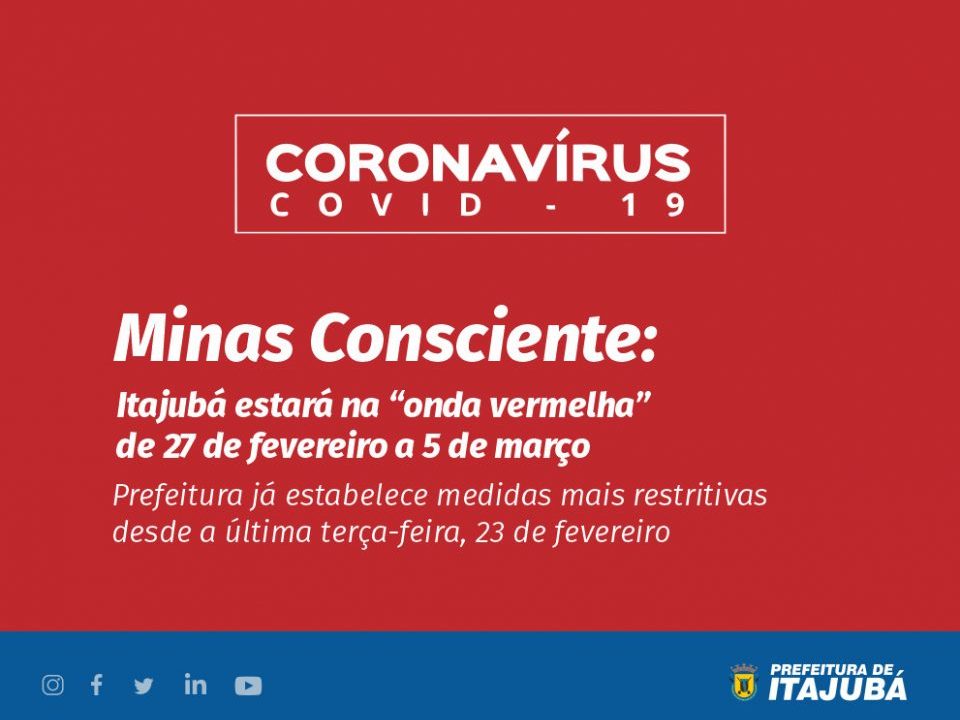 CORONAVÍRUS
COVID - 19
Minas Consciente:
Itajubá estará na “onda vermelha”
de 27 de fevereiro a 5 de março
Prefeitura já estabelece medidas mais restritivas
desde a última terça-feira, 23 de fevereiro
PREFEITURA DE
ITAJUBÁ